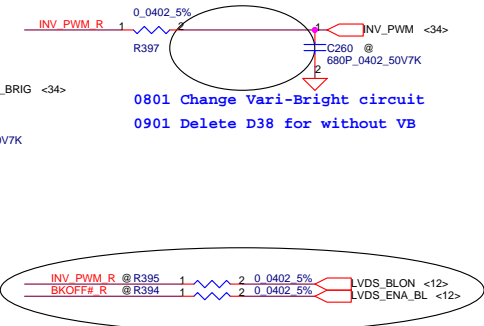 0_0402_5%
INV_PWM_R 1 2 1 INV_PWM <34>
R397 C260 @
680P_0402_50V7K
2
_BRIG <34>
0801 Change Vari-Bright circuit
0901 Delete D38 for without VB
0V7K
INV_PWM_R @ R395 1 2 0_0402_5% LVDS_BLON <12>
BKOFF#_R @ R394 1 2 0_0402_5% LVDS_ENA_BL <12>